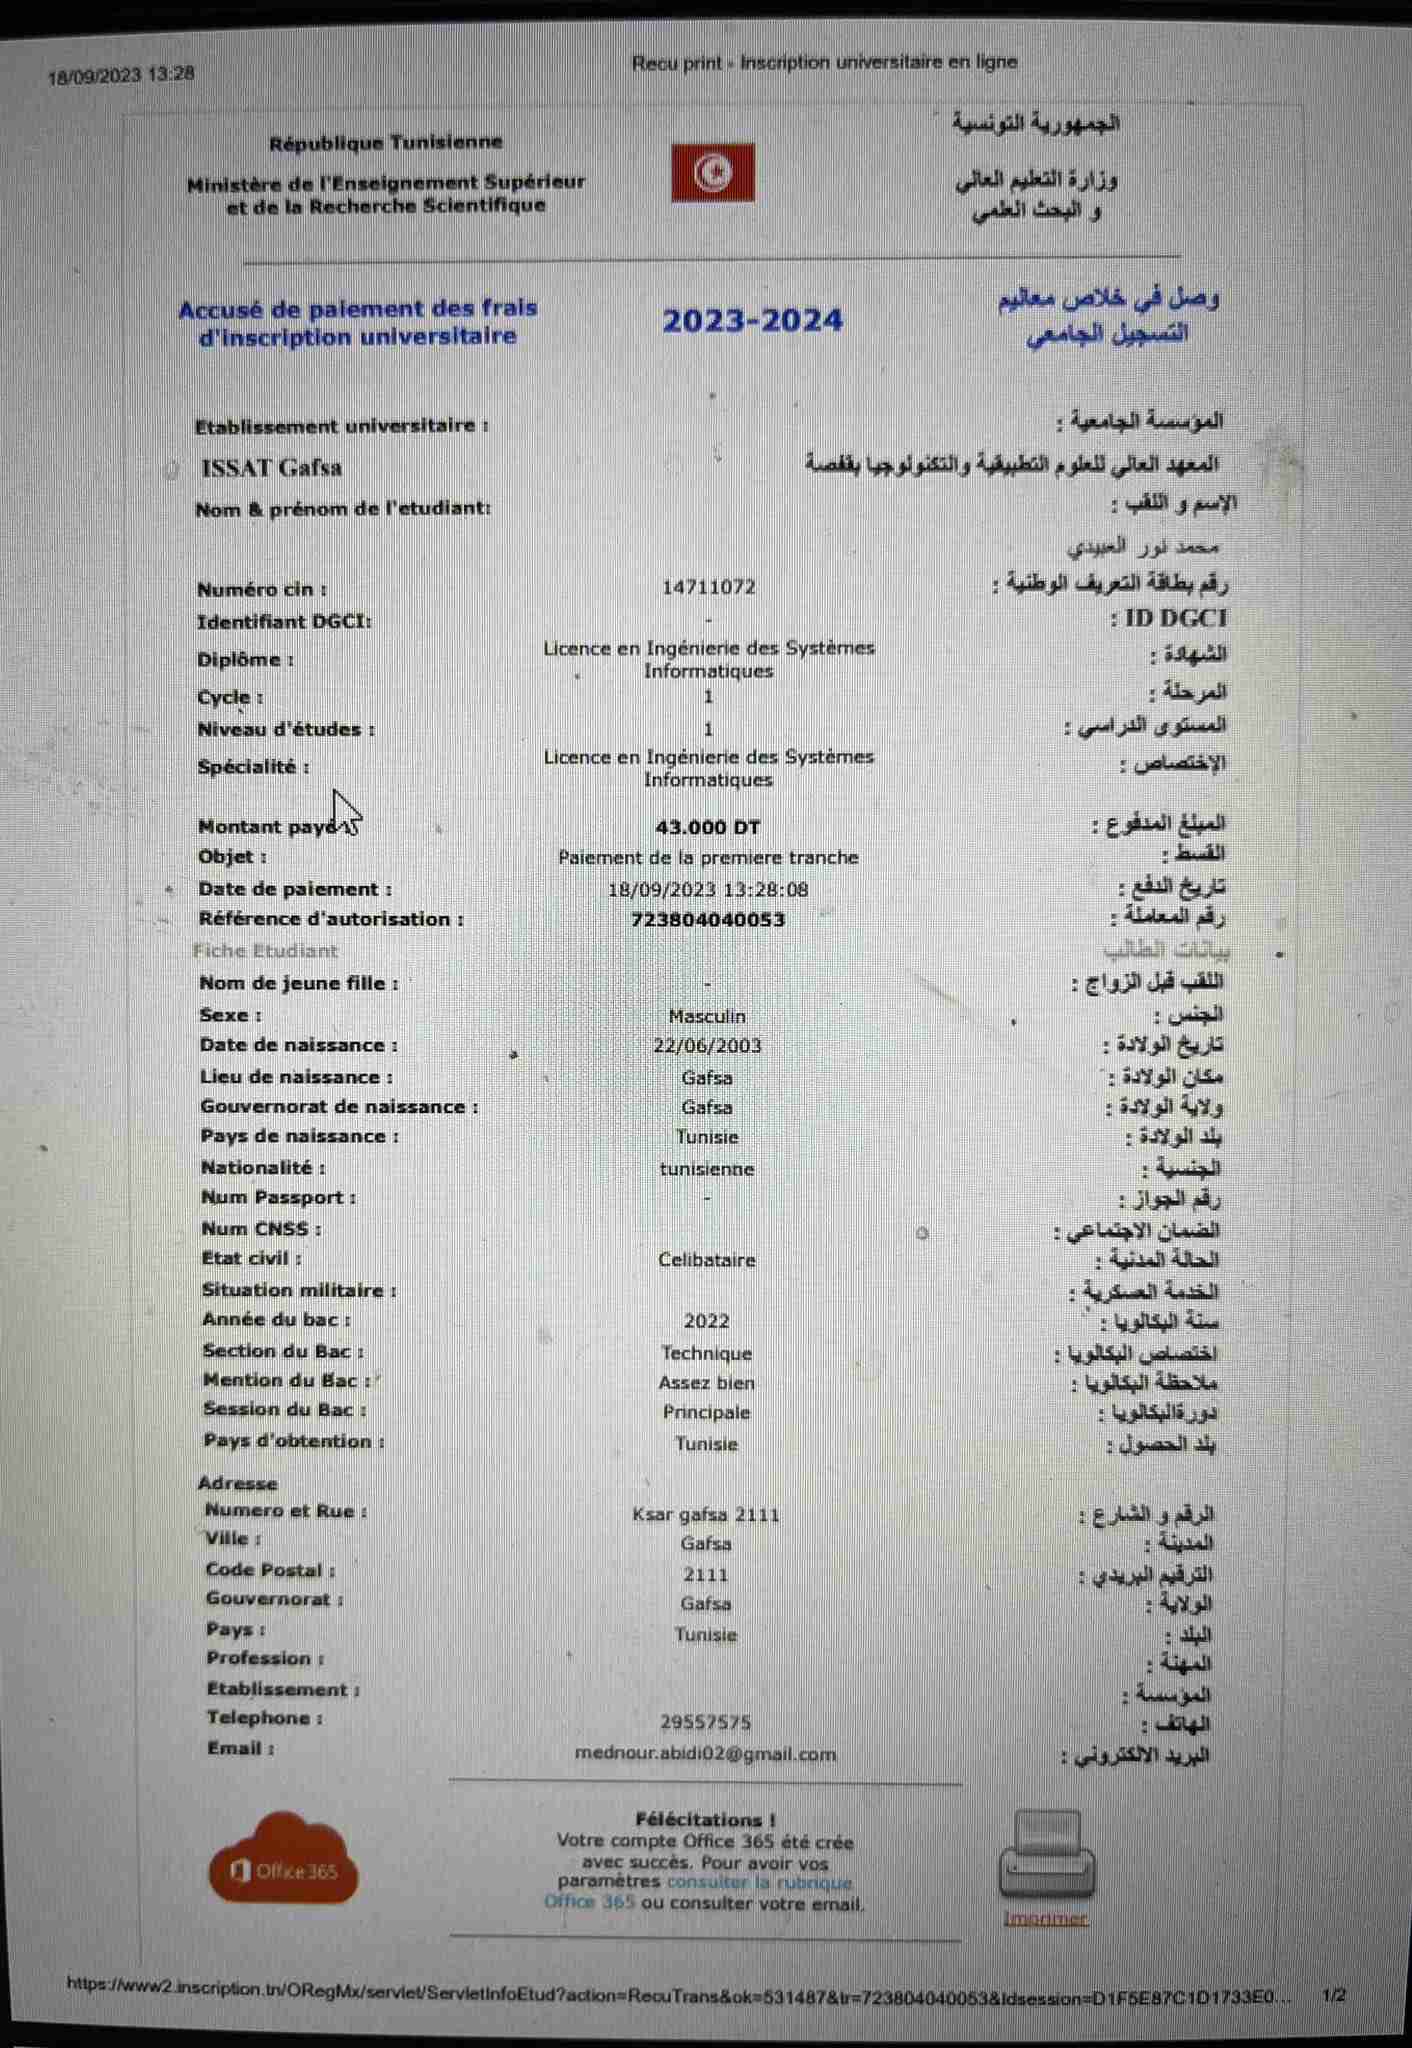 18/09/2023 13:28
Recu print - Inscription universitaire en ligne
République Tunisienne
الجمهورية التونسية
Ministère de l'Enseignement Supérieur
et de la Recherche Scientifique
وزارة التعليم العالي
و البحث العلمي
Accusé de paiement des frais
d'inscription universitaire
2023-2024
وصل في خلاص معاليم
التسجيل الجامعي
Etablissement universitaire :
المؤسسة الجامعية :
ISSAT Gafsa
المعهد العالي للعلوم التطبيقية والتكنولوجيا بقفصة
Nom & prénom de l'etudiant:
الإسم و اللقب :
محمد نور العبيدي
Numéro cin : 14711072 رقم بطاقة التعريف الوطنية :
Identifiant DGCI: - ID DGCI :
Diplôme : Licence en Ingénierie des Systèmes Informatiques الشهادة :
Cycle : 1 المرحلة :
Niveau d'études : 1 المستوى الدراسي :
Spécialité : Licence en Ingénierie des Systèmes Informatiques الإختصاص :
Montant payé 43.000 DT المبلغ المدفوع :
Objet : Paiement de la premiere tranche القسط :
Date de paiement : 18/09/2023 13:28:08 تاريخ الدفع :
Référence d'autorisation : 723804040053 رقم المعاملة :
Fiche Etudiant بيانات الطالب
Nom de jeune fille : - اللقب قبل الزواج :
Sexe : Masculin الجنس :
Date de naissance : 22/06/2003 تاريخ الولادة :
Lieu de naissance : Gafsa مكان الولادة :
Gouvernorat de naissance : Gafsa ولاية الولادة :
Pays de naissance : Tunisie بلد الولادة :
Nationalité : tunisienne الجنسية :
Num Passport : - رقم الجواز :
Num CNSS : الضمان الاجتماعي :
Etat civil : Celibataire الحالة المدنية :
Situation militaire : الخدمة العسكرية :
Année du bac : 2022 سنة البكالوريا :
Section du Bac : Technique اختصاص البكالوريا :
Mention du Bac : Assez bien ملاحظة البكالوريا :
Session du Bac : Principale دورةالبكالوريا :
Pays d'obtention : Tunisie بلد الحصول :
Adresse
Numero et Rue : Ksar gafsa 2111 الرقم و الشارع :
Ville : Gafsa المدينة :
Code Postal : 2111 الترقيم البريدي :
Gouvernorat : Gafsa الولاية :
Pays : Tunisie البلد :
Profession : المهنة :
Etablissement : المؤسسة :
Telephone : 29557575 الهاتف :
Email : mednour.abidi02@gmail.com البريد الالكتروني :
Office 365
Félécitations !
Votre compte Office 365 été crée
avec succès. Pour avoir vos
paramètres consulter la rubrique
Office 365 ou consulter votre email.
Imprimer
https://www2.inscription.tn/ORegMx/servlet/ServletInfoEtud?action=RecuTrans&ok=531487&tr=723804040053&idsession=D1F5E87C1D1733E0... 1/2